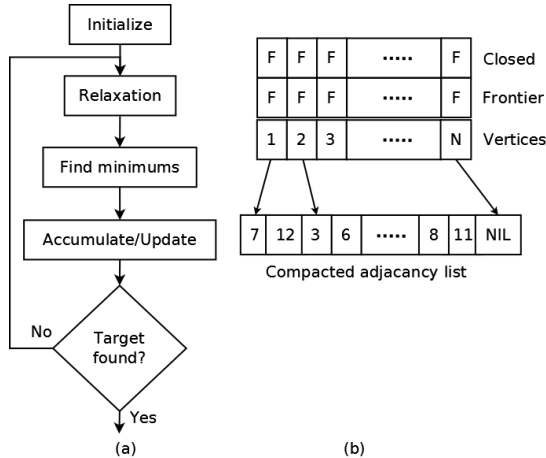 Initialize
Relaxation
Find minimums
Accumulate/Update
Target
found?
No
Yes
(a)
F F F ..... F Closed
F F F ..... F Frontier
1 2 3 ..... N Vertices
7 12 3 6 ..... 8 11 NIL
Compacted adjacancy list
(b)